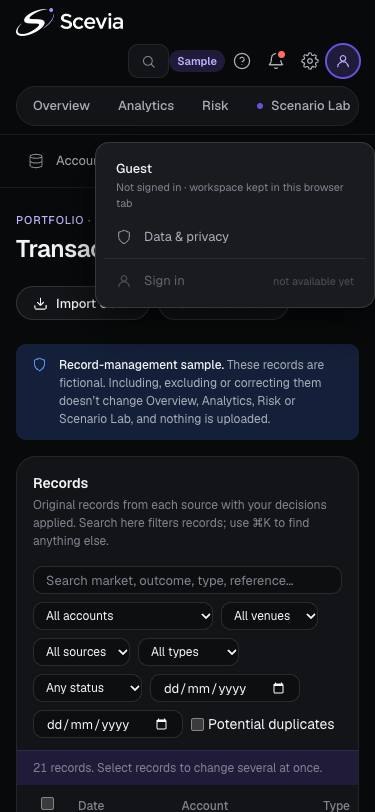 Scevia
Sample
Overview Analytics Risk Scenario Lab
Guest
Not signed in · workspace kept in this browser
tab
Data & privacy
Sign in not available yet
PORTFOLIO ·
Import
Record-management sample. These records are
fictional. Including, excluding or correcting them
doesn't change Overview, Analytics, Risk or
Scenario Lab, and nothing is uploaded.
Records
Original records from each source with your decisions
applied. Search here filters records; use ⌘K to find
anything else.
Search market, outcome, type, reference...
All accounts All venues
All sources All types
Any status dd/mm/yyyy
dd/mm/yyyy Potential duplicates
21 records. Select records to change several at once.
Date Account Type